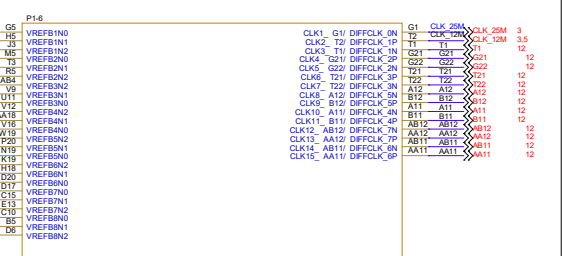 P1-6
G5 VREFB1N0 CLK1_ G1/ DIFFCLK_0N G1 CLK_25M CLK_25M 3
H5 VREFB1N1 CLK2_ T2/ DIFFCLK_1P T2 CLK_12M CLK_12M 3,5
J3 VREFB1N2 CLK3_ T1/ DIFFCLK_1N T1 T1 T1 12
M5 VREFB2N0 CLK4_ G21/ DIFFCLK_2P G21 G21 G21 12
T3 VREFB2N1 CLK5_ G22/ DIFFCLK_2N G22 G22 G22 12
R5 VREFB2N2 CLK6_ T21/ DIFFCLK_3P T21 T21 T21 12
AB4 VREFB3N2 CLK7_ T22/ DIFFCLK_3N T22 T22 T22 12
V9 VREFB3N1 CLK8_ A12/ DIFFCLK_5N A12 A12 A12 12
U11 VREFB3N0 CLK9_ B12/ DIFFCLK_5P B12 B12 B12 12
V12 VREFB4N2 CLK10_ A11/ DIFFCLK_4N A11 A11 A11 12
A18 VREFB4N1 CLK11_ B11/ DIFFCLK_4P B11 B11 B11 12
V16 VREFB4N0 CLK12_ AB12/ DIFFCLK_7N AB12 AB12 AB12 12
W19 VREFB5N2 CLK13_ AA12/ DIFFCLK_7P AA12 AA12 AA12 12
P20 VREFB5N1 CLK14_ AB11/ DIFFCLK_6N AB11 AB11 AB11 12
N19 VREFB5N0 CLK15_ AA11/ DIFFCLK_6P AA11 AA11 AA11 12
K19 VREFB6N2
H18 VREFB6N1
D20 VREFB6N0
D17 VREFB7N0
C15 VREFB7N1
E13 VREFB7N2
C10 VREFB8N0
B5 VREFB8N1
D6 VREFB8N2